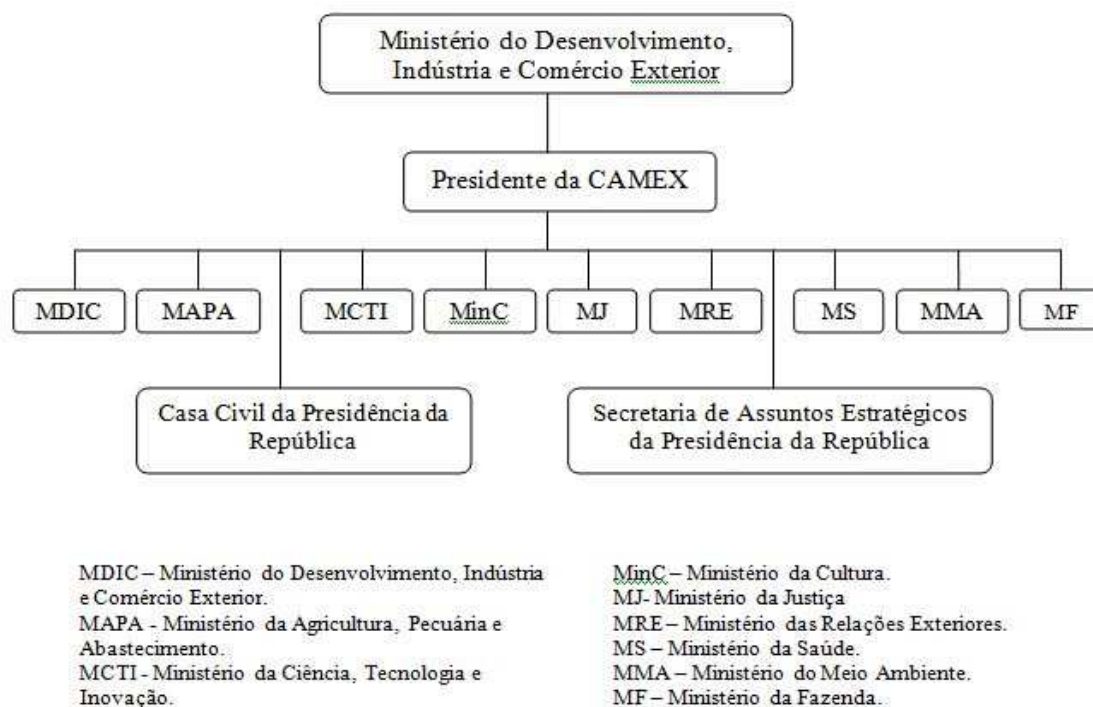 Ministério do Desenvolvimento,
Indústria e Comércio Exterior
Presidente da CAMEX
MDIC
MAPA
MCTI
MinC
MJ
MRE
MS
MMA
MF
Casa Civil da Presidência da
República
Secretaria de Assuntos Estratégicos
da Presidência da República
MDIC – Ministério do Desenvolvimento, Indústria
e Comércio Exterior.
MAPA - Ministério da Agricultura, Pecuária e
Abastecimento.
MCTI - Ministério da Ciência, Tecnologia e
Inovação.
MinC – Ministério da Cultura.
MJ- Ministério da Justiça
MRE – Ministério das Relações Exteriores.
MS – Ministério da Saúde.
MMA – Ministério do Meio Ambiente.
MF – Ministério da Fazenda.